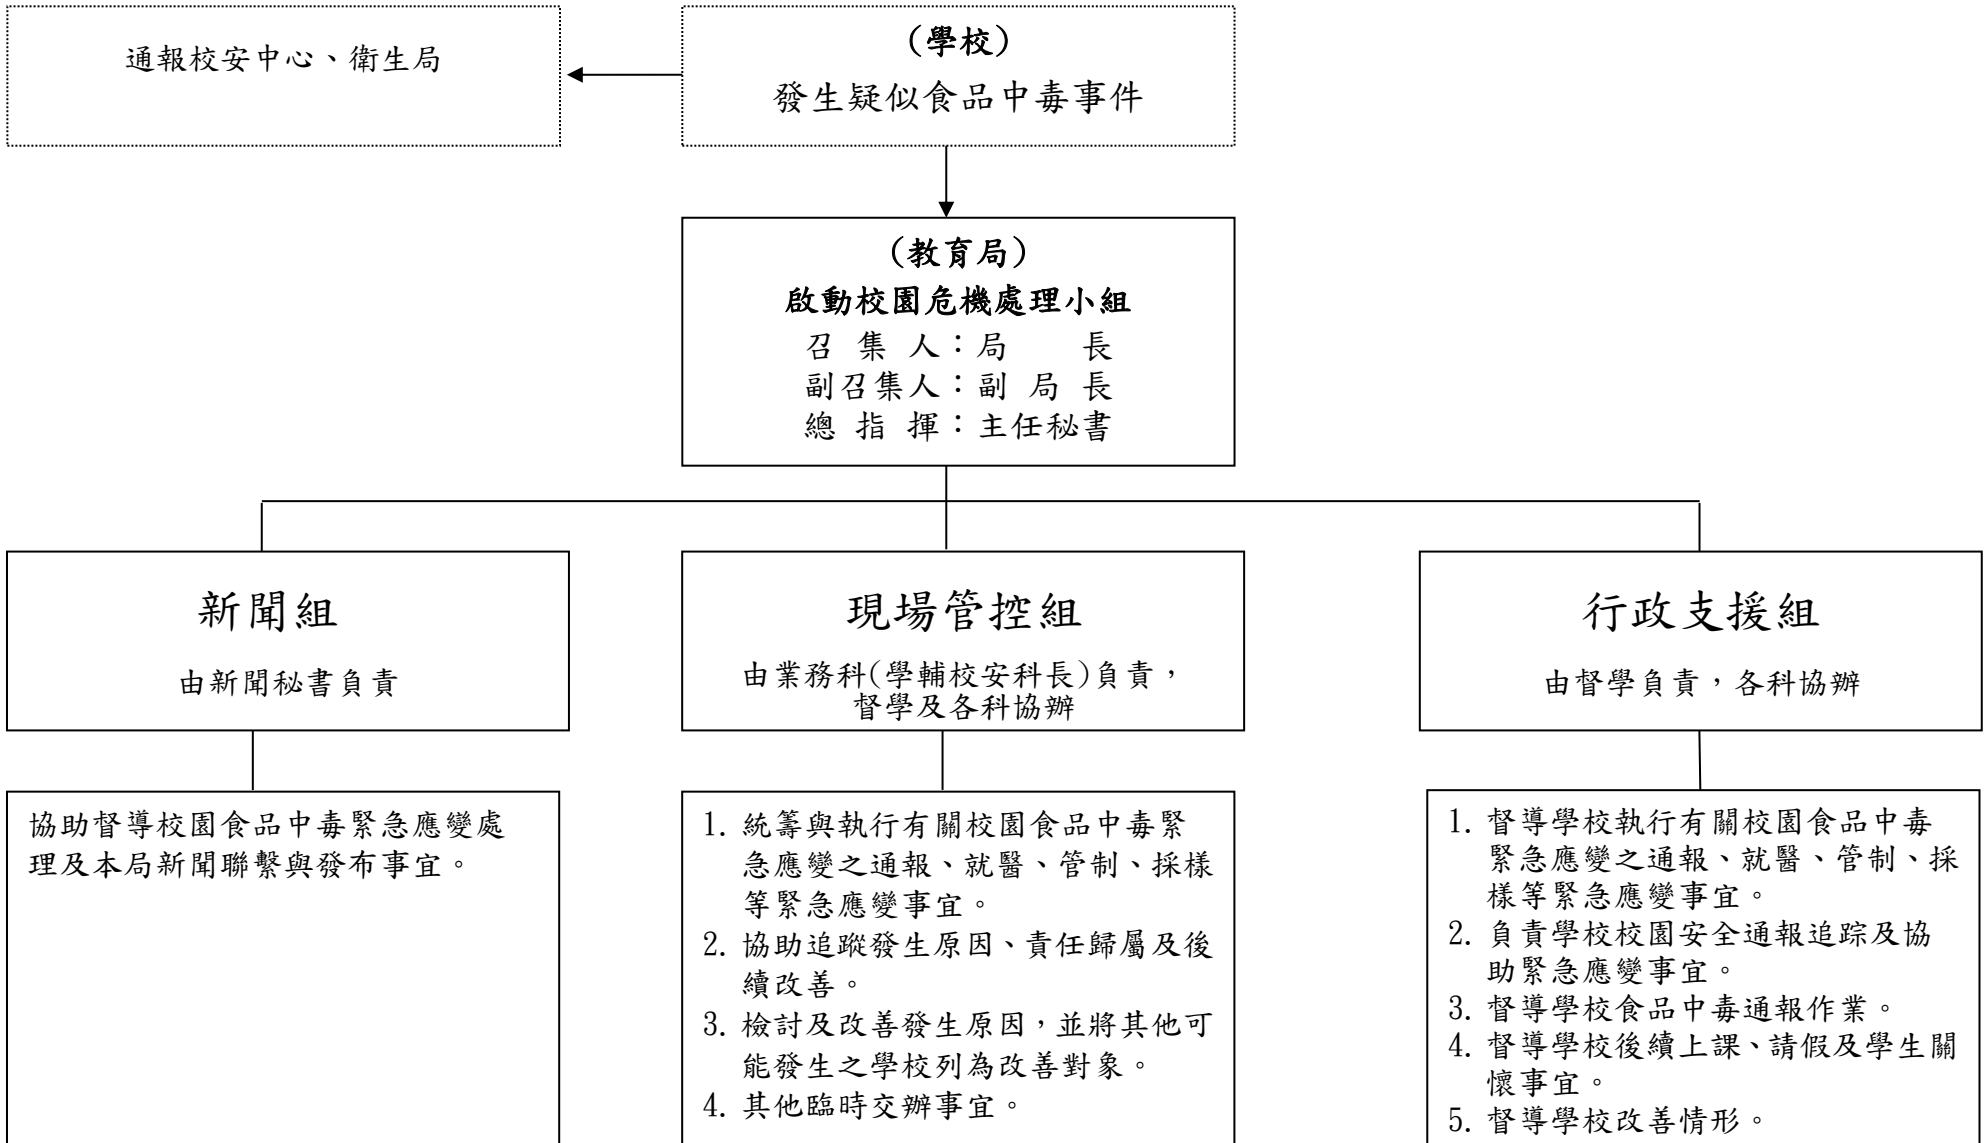 通報校安中心、衛生局
（學校）
發生疑似食品中毒事件
（教育局）
啟動校園危機處理小組
召 集 人：局　　長
副召集人：副 局 長
總 指 揮：主任秘書
新聞組
由新聞秘書負責
現場管控組
由業務科(學輔校安科長)負責，
督學及各科協辦
行政支援組
由督學負責，各科協辦
協助督導校園食品中毒緊急應變處
理及本局新聞聯繫與發布事宜。
1. 統籌與執行有關校園食品中毒緊
急應變之通報、就醫、管制、採樣
等緊急應變事宜。
2. 協助追蹤發生原因、責任歸屬及後
續改善。
3. 檢討及改善發生原因，並將其他可
能發生之學校列為改善對象。
4. 其他臨時交辦事宜。
1. 督導學校執行有關校園食品中毒
緊急應變之通報、就醫、管制、採
樣等緊急應變事宜。
2. 負責學校校園安全通報追踪及協
助緊急應變事宜。
3. 督導學校食品中毒通報作業。
4. 督導學校後續上課、請假及學生關
懷事宜。
5. 督導學校改善情形。